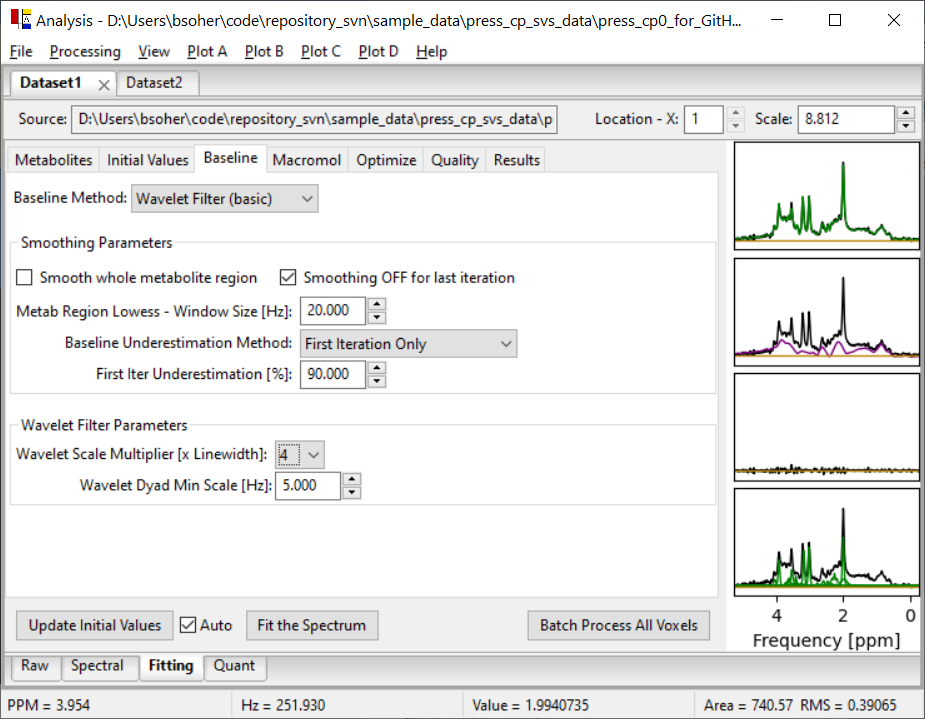 Analysis - D:\Users\bsoher\code\repository_svn\sample_data\press_cp_svs_data\press_cp0_for_GitH...
File Processing View Plot A Plot B Plot C Plot D Help
Dataset1 Dataset2
Source: D:\Users\bsoher\code\repository_svn\sample_data\press_cp_svs_data\p Location - X: 1 Scale: 8.812
Metabolites Initial Values Baseline Macromol Optimize Quality Results
Baseline Method: Wavelet Filter (basic)
Smoothing Parameters
Smooth whole metabolite region Smoothing OFF for last iteration
Metab Region Lowess - Window Size [Hz]: 20.000
Baseline Underestimation Method: First Iteration Only
First Iter Underestimation [%]: 90.000
Wavelet Filter Parameters
Wavelet Scale Multiplier [x Linewidth]: 4
Wavelet Dyad Min Scale [Hz]: 5.000
4 2 0
Frequency [ppm]
Update Initial Values Auto Fit the Spectrum Batch Process All Voxels
Raw Spectral Fitting Quant
PPM = 3.954 Hz = 251.930 Value = 1.9940735 Area = 740.57 RMS = 0.39065